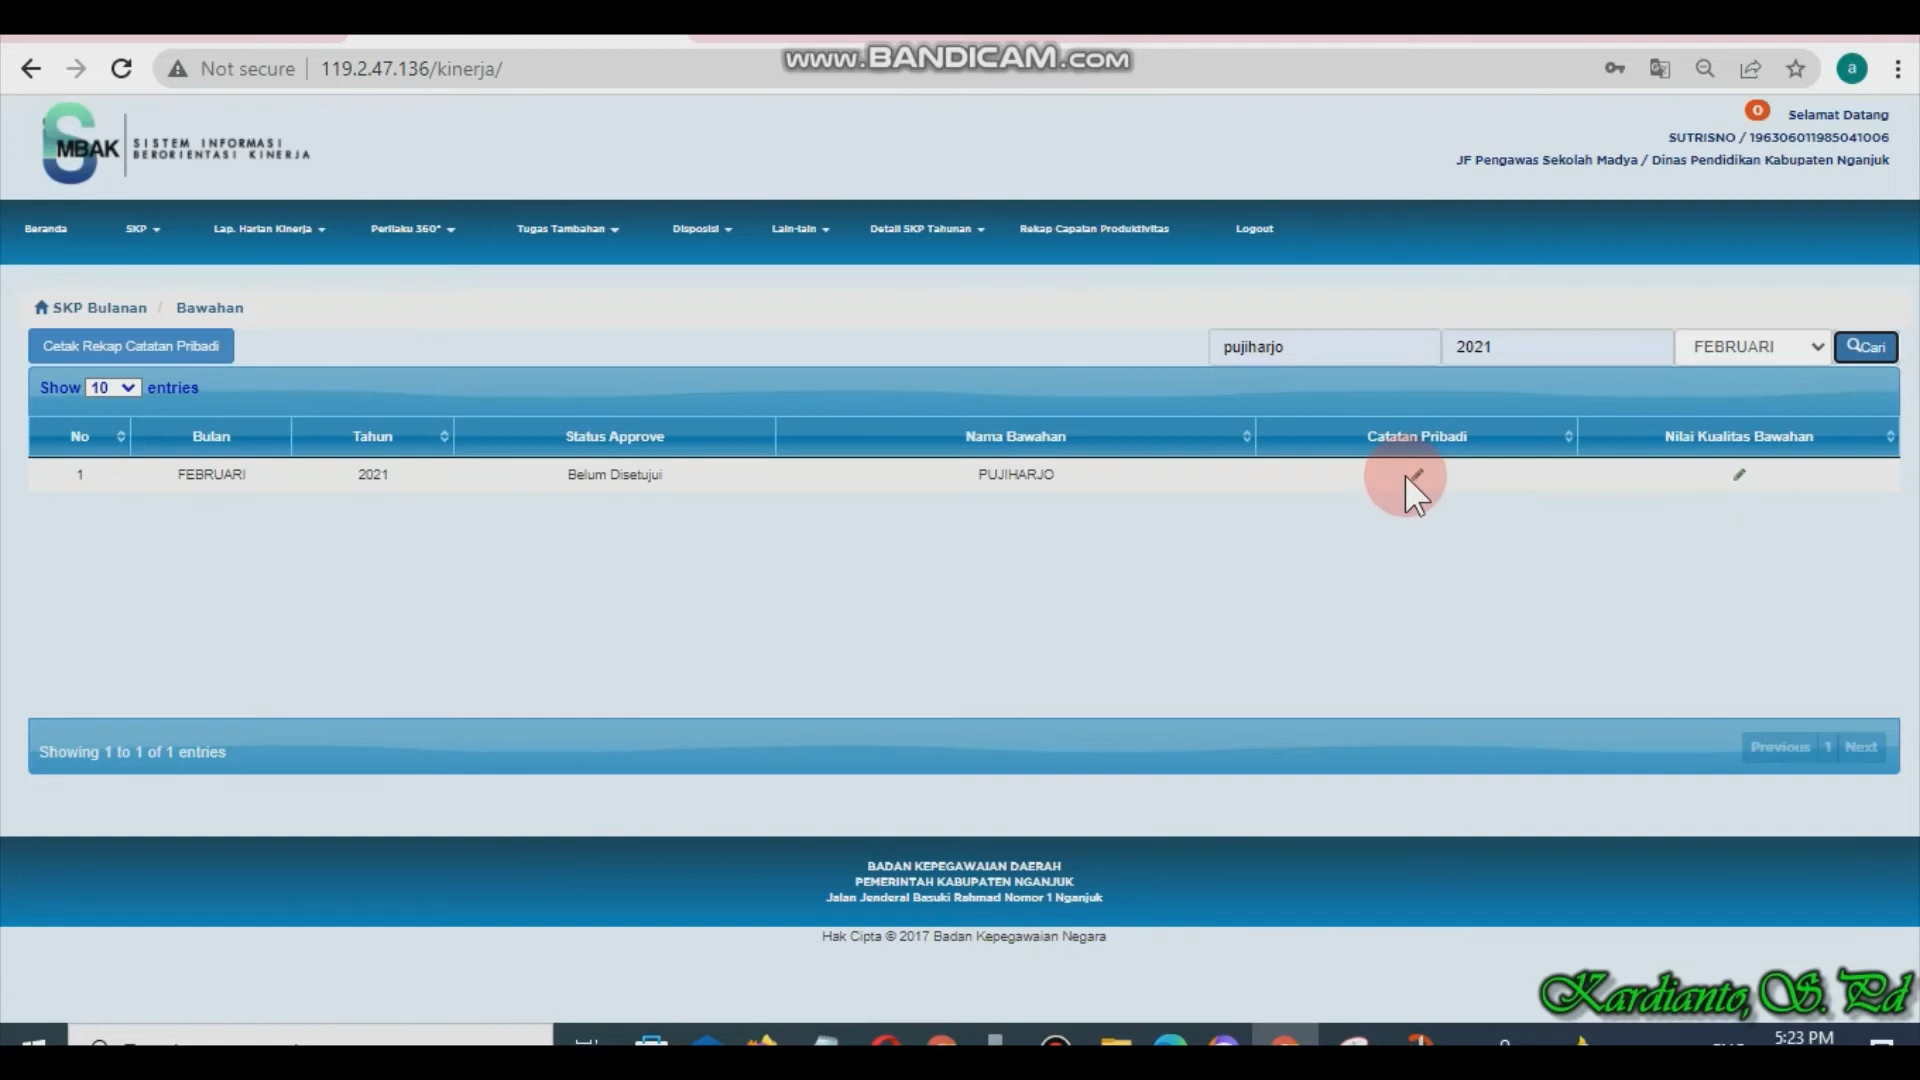 www.BANDICAM.com
Not secure
119.2.47.136/kinerja/
a
S
MBAK
SISTEM INFORMASI
BERORIENTASI KINERJA
0
Selamat Datang
SUTRISNO / 196306011985041006
JF Pengawas Sekolah Madya / Dinas Pendidikan Kabupaten Nganjuk
Beranda SKP Lap. Harian Kinerja Perilaku 360° Tugas Tambahan Disposisi Lain-lain Detail SKP Tahunan Rekap Capaian Produktivitas Logout
SKP Bulanan / Bawahan
Cetak Rekap Catatan Pribadi
pujiharjo 2021 FEBRUARI Cari
Show 10 entries
No Bulan Tahun Status Approve Nama Bawahan Catatan Pribadi Nilai Kualitas Bawahan
1 FEBRUARI 2021 Belum Disetujui PUJIHARJO
Showing 1 to 1 of 1 entries
Previous 1 Next
BADAN KEPEGAWAIAN DAERAH
PEMERINTAH KABUPATEN NGANJUK
Jalan Jenderal Basuki Rahmad Nomor 1 Nganjuk
Hak Cipta © 2017 Badan Kepegawaian Negara
Kardianto, S. Pd
5:23 PM